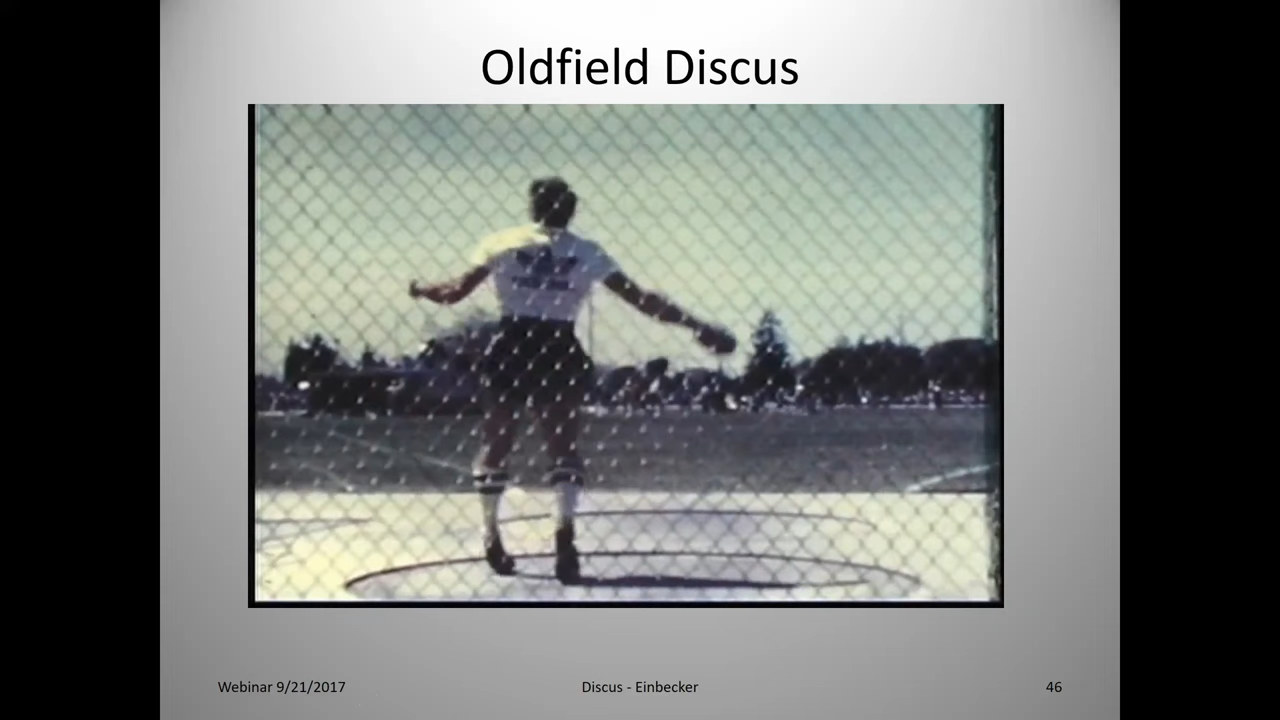 Oldfield Discus
Webinar 9/21/2017
Discus - Einbecker
46